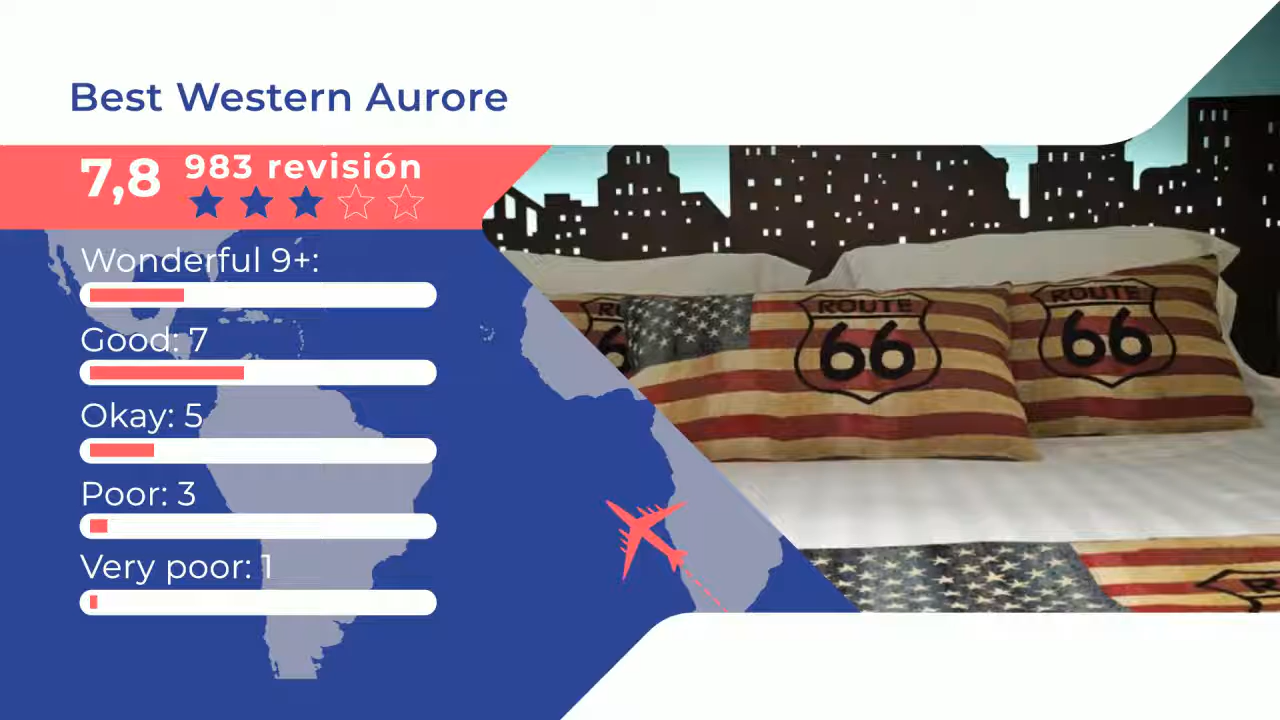 Best Western Aurore
7,8
983 revisión
Wonderful 9+:
Good: 7
Okay: 5
Poor: 3
Very poor: 1
ROUTE
66
ROUTE
66